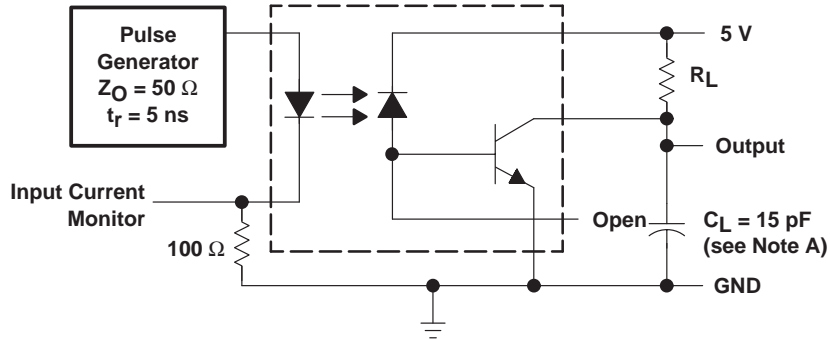 Pulse
Generator
ZO = 50 Ω
tr = 5 ns
5 V
RL
Output
Input Current
Monitor
Open
CL = 15 pF
(see Note A)
100 Ω
GND